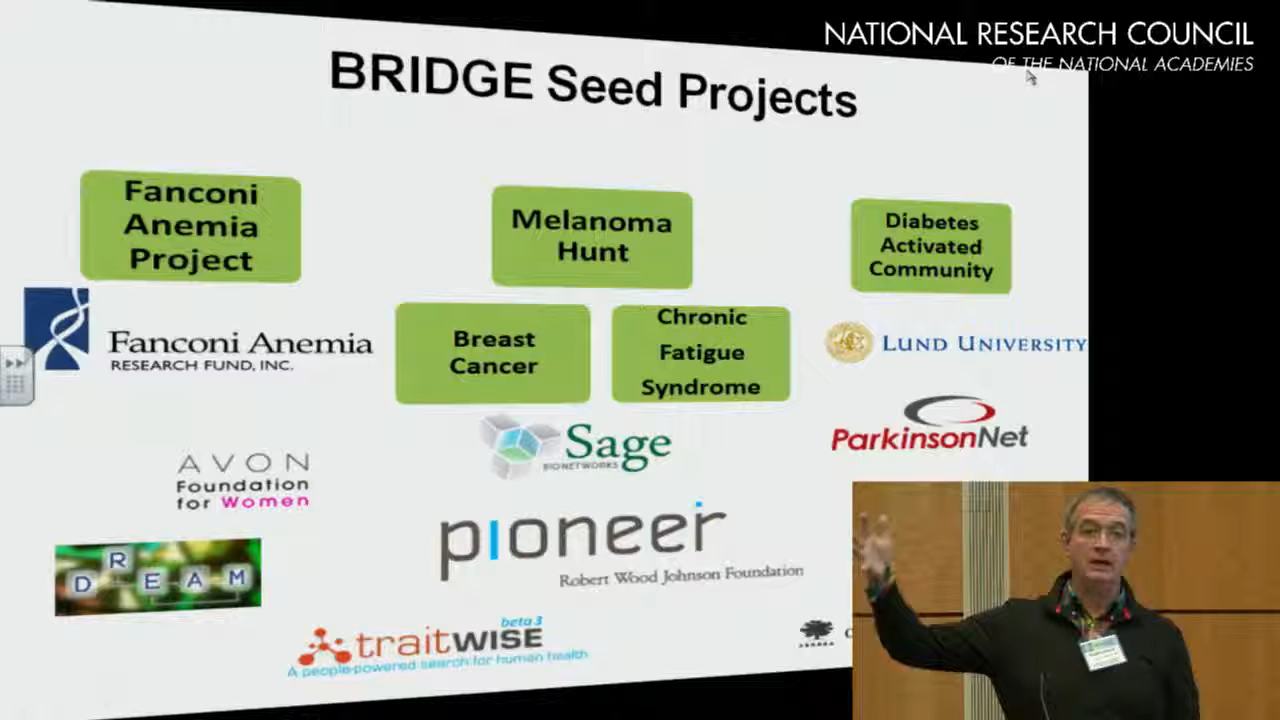 NATIONAL RESEARCH COUNCIL
OF THE NATIONAL ACADEMIES
BRIDGE Seed Projects
Fanconi
Anemia
Project
Melanoma
Hunt
Diabetes
Activated
Community
Fanconi Anemia
RESEARCH FUND, INC.
Breast
Cancer
Chronic
Fatigue
Syndrome
LUND UNIVERSITY
Sage
BIONETWORKS
ParkinsonNet
AVON
Foundation
for Women
pioneer
Robert Wood Johnson Foundation
DREAM
beta 3
traitWISE
A people-powered search for human health